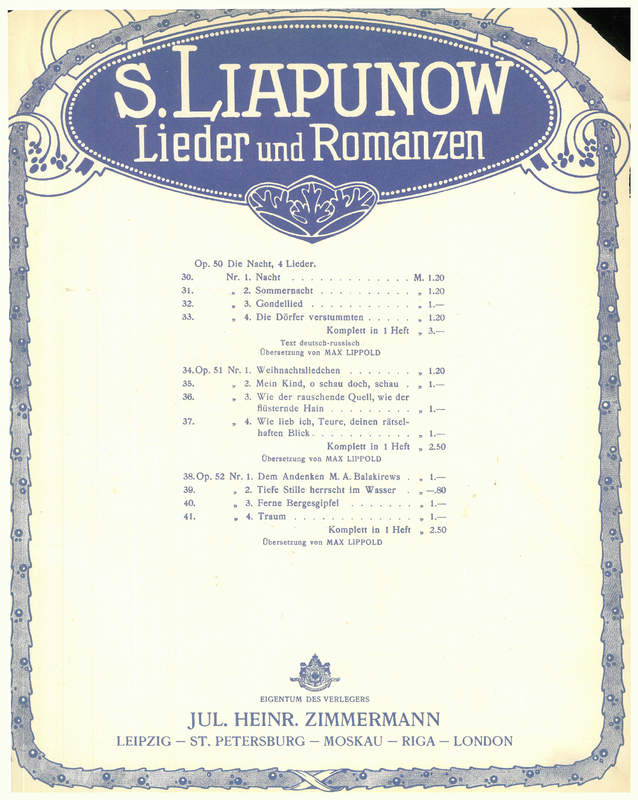 S. LIAPUNOW
Lieder und Romanzen
Op. 50 Die Nacht, 4 Lieder.
30. Nr. 1. Nacht . . . . . . . . . . . . . M. 1.20
31. „ 2. Sommernacht . . . . . . . . . . „ 1.20
32. „ 3. Gondellied . . . . . . . . . . . „ 1.—
33. „ 4. Die Dörfer verstummten . . . . . „ 1.20
Komplett in 1 Heft „ 3.—
Text deutsch-russisch
Übersetzung von MAX LIPPOLD
34. Op. 51 Nr. 1. Weihnachtsliedchen . . . . . . . „ 1.20
35. „ 2. Mein Kind, o schau doch, schau . „ 1.—
36. „ 3. Wie der rauschende Quell, wie der
flüsternde Hain . . . . . . . . . „ 1.—
37. „ 4. Wie lieb ich, Teure, deinen rätsel-
haften Blick . . . . . . . . . . . „ 1.—
Komplett in 1 Heft „ 2.50
Übersetzung von MAX LIPPOLD
38. Op. 52 Nr. 1. Dem Andenken M. A. Balakirews . „ 1.—
39. „ 2. Tiefe Stille herrscht im Wasser . „ —.80
40. „ 3. Ferne Bergesgipfel . . . . . . . „ 1.—
41. „ 4. Traum . . . . . . . . . . . . . „ 1.—
Komplett in 1 Heft „ 2.50
Übersetzung von MAX LIPPOLD
EIGENTUM DES VERLEGERS
JUL. HEINR. ZIMMERMANN
LEIPZIG — ST. PETERSBURG — MOSKAU — RIGA — LONDON